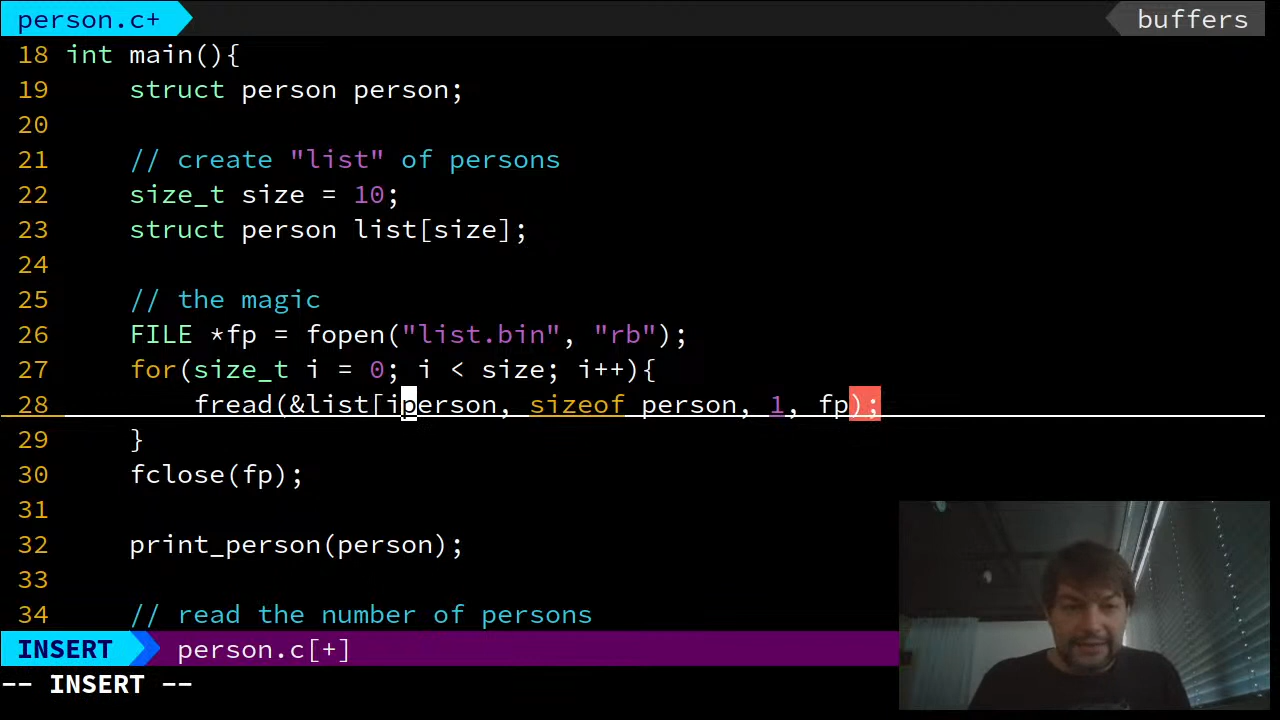 person.c+ buffers
18 int main(){
19 struct person person;
20
21 // create "list" of persons
22 size_t size = 10;
23 struct person list[size];
24
25 // the magic
26 FILE *fp = fopen("list.bin", "rb");
27 for(size_t i = 0; i < size; i++){
28 fread(&list[iperson, sizeof person, 1, fp);
29 }
30 fclose(fp);
31
32 print_person(person);
33
34 // read the number of persons
INSERT person.c[+]
-- INSERT --